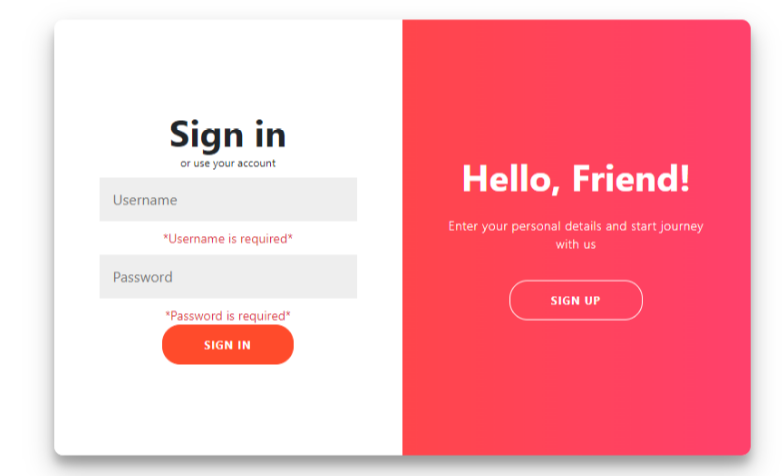 Sign in
or use your account
Username
*Username is required*
Password
*Password is required*
SIGN IN
Hello, Friend!
Enter your personal details and start journey
with us
SIGN UP